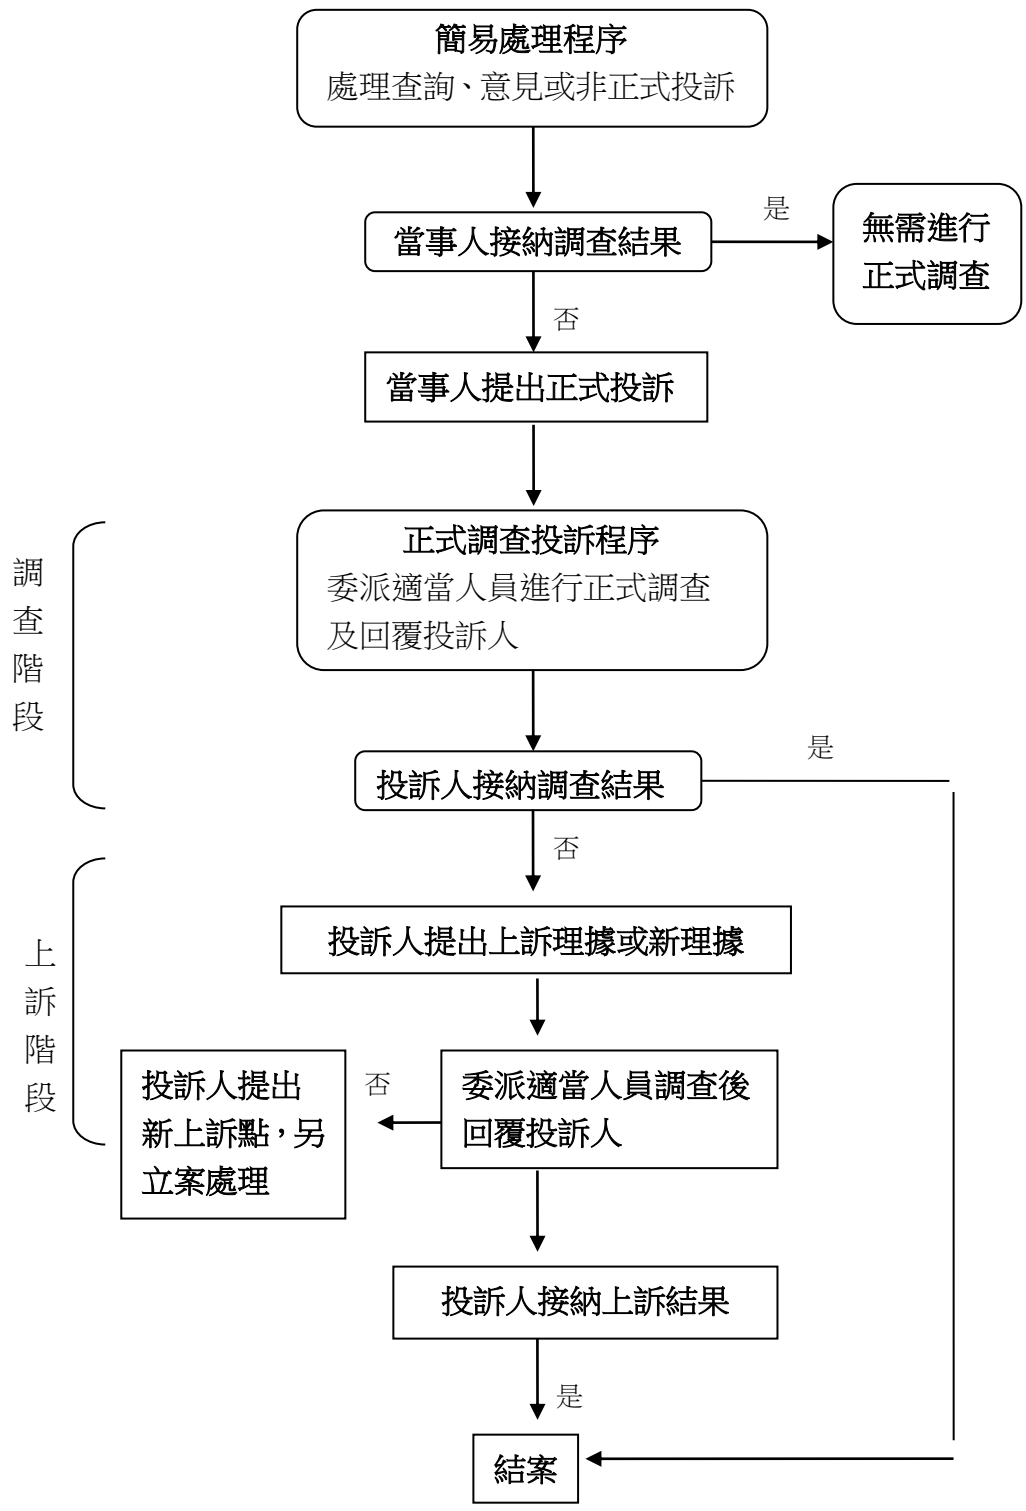 簡易處理程序
處理查詢、意見或非正式投訴
是
當事人接納調查結果
無需進行
正式調查
否
當事人提出正式投訴
調查階段
正式調查投訴程序
委派適當人員進行正式調查
及回覆投訴人
是
投訴人接納調查結果
否
上訴階段
投訴人提出上訴理據或新理據
委派適當人員調查後
回覆投訴人
否
投訴人提出
新上訴點，另
立案處理
投訴人接納上訴結果
是
結案